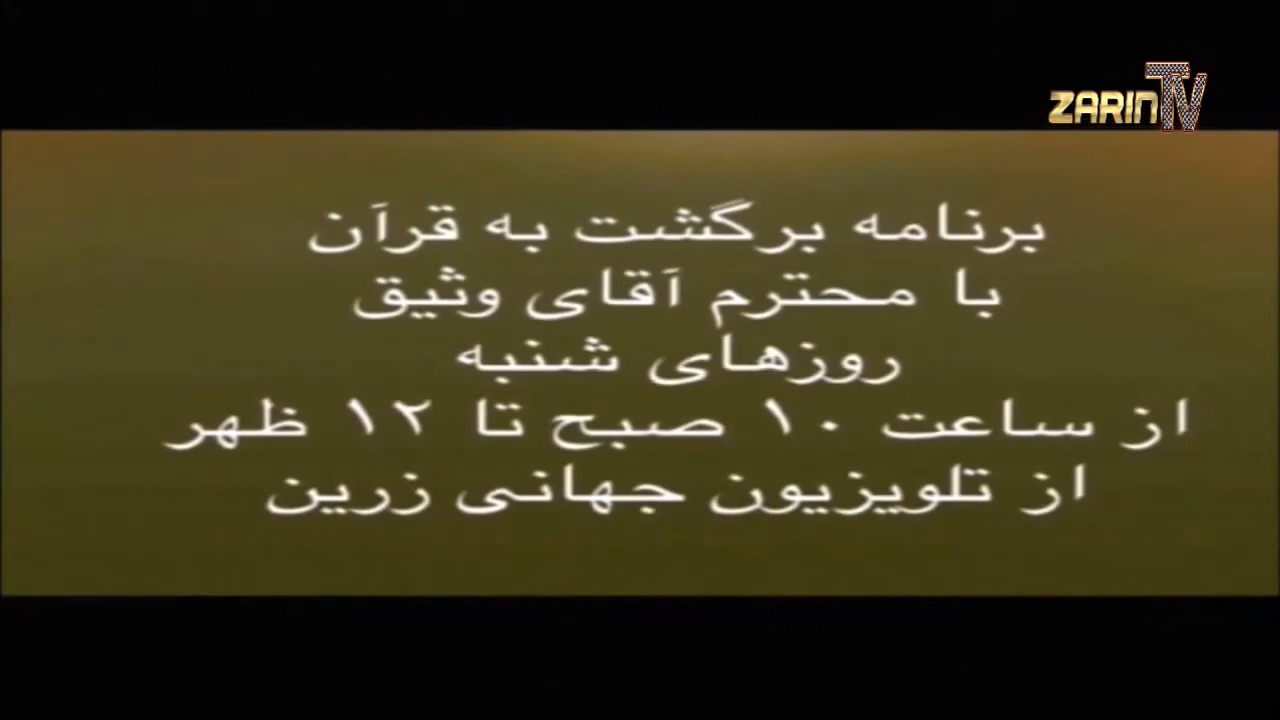 ZARIN TV
برنامه برگشت به قرآن
با محترم آقای وثیق
روزهای شنبه
از ساعت ۱۰ صبح تا ۱۲ ظهر
از تلویزیون جهانی زرین